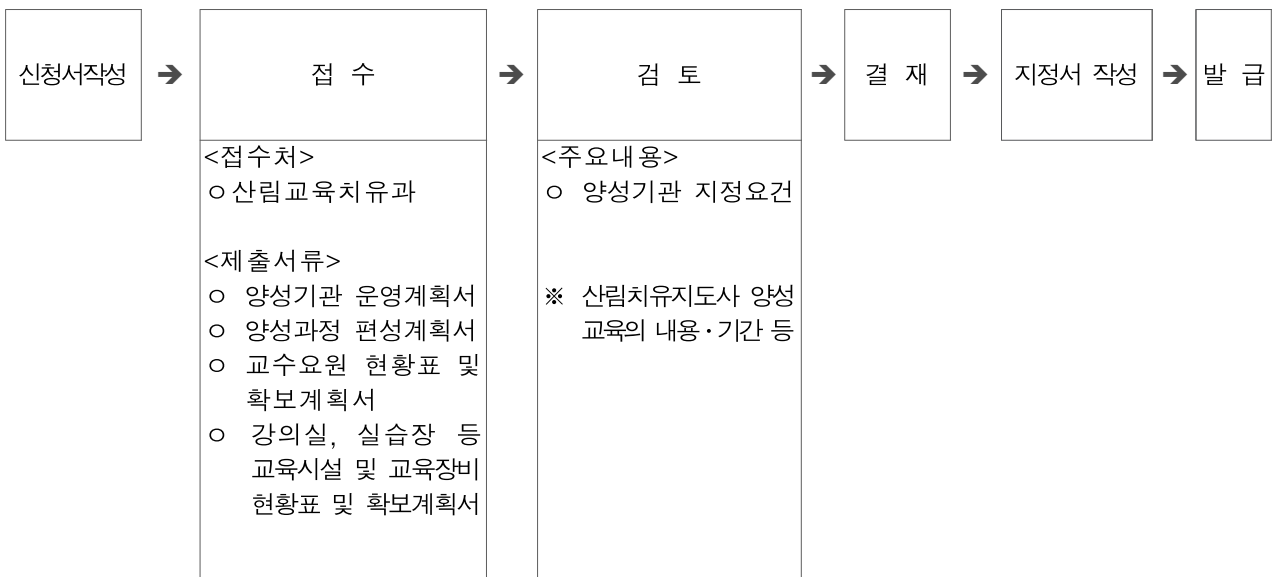 신청서작성 ➔ 접 수 ➔ 검 토 ➔ 결 재 ➔ 지정서 작성 ➔ 발 급
<접수처>
ㅇ산림교육치유과
<제출서류>
ㅇ 양성기관 운영계획서
ㅇ 양성과정 편성계획서
ㅇ 교수요원 현황표 및
확보계획서
ㅇ 강의실, 실습장 등
교육시설 및 교육장비
현황표 및 확보계획서
<주요내용>
ㅇ 양성기관 지정요건
※ 산림치유지도사 양성
교육의 내용·기간 등